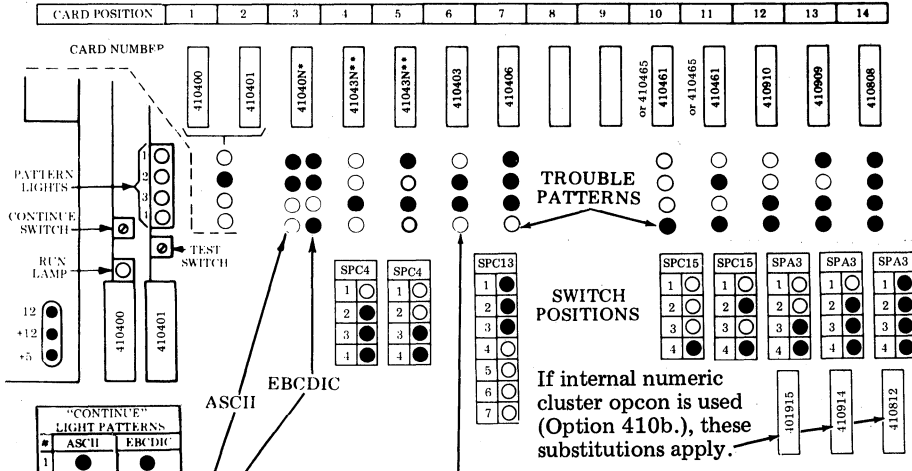 CARD POSITION 1 2 3 4 5 6 7 8 9 10 11 12 13 14
CARD NUMBER
410400
410401
41040N*
41043N**
41043N**
410403
410406
or 410465
410461
or 410465
410461
410910
410909
410808
PATTERN
LIGHTS
1
2
3
4
CONTINUE
SWITCH
TEST
SWITCH
RUN
LAMP
12
+12
+5
410400
410401
TROUBLE
PATTERNS
SWITCH
POSITIONS
SPC4
1
2
3
4
SPC4
1
2
3
4
SPC13
1
2
3
4
5
6
7
SPC15
1
2
3
4
SPC15
1
2
3
4
SPA3
1
2
3
4
SPA3
1
2
3
4
SPA3
1
2
3
4
ASCII
EBCDIC
If internal numeric
cluster opcon is used
(Option 410b.), these
substitutions apply.
401915
410914
410812
"CONTINUE"
LIGHT PATTERNS
# ASCII EBCDIC
1